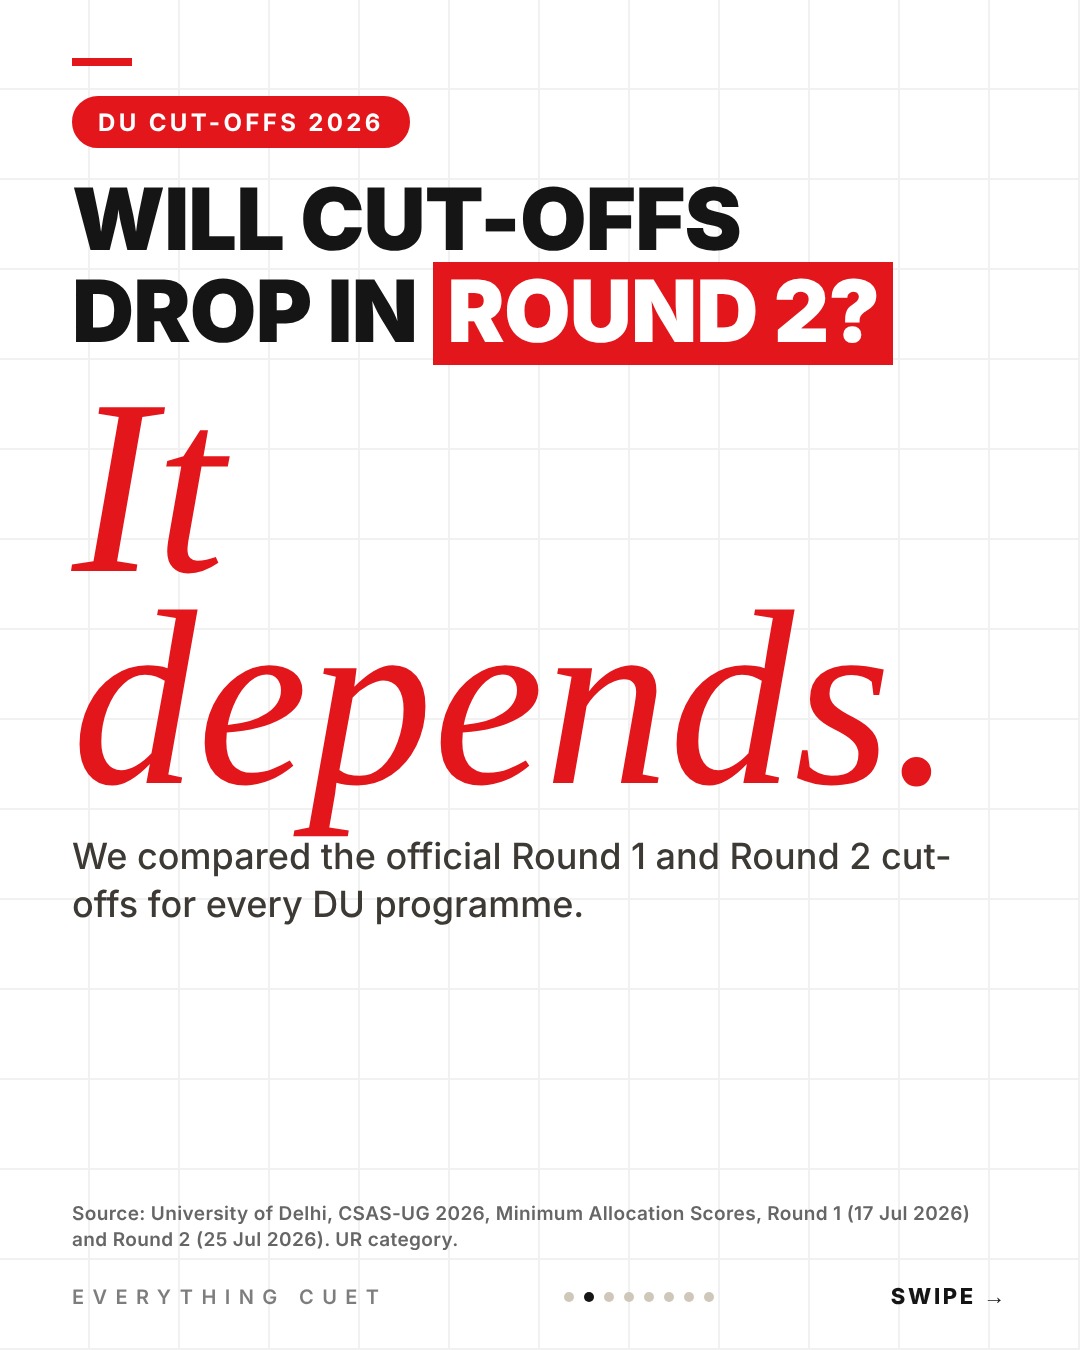 DU CUT-OFFS 2026
WILL CUT-OFFS
DROP IN ROUND 2?
It
depends.
We compared the official Round 1 and Round 2 cut-
offs for every DU programme.
Source: University of Delhi, CSAS-UG 2026, Minimum Allocation Scores, Round 1 (17 Jul 2026)
and Round 2 (25 Jul 2026). UR category.
EVERYTHING CUET
SWIPE →